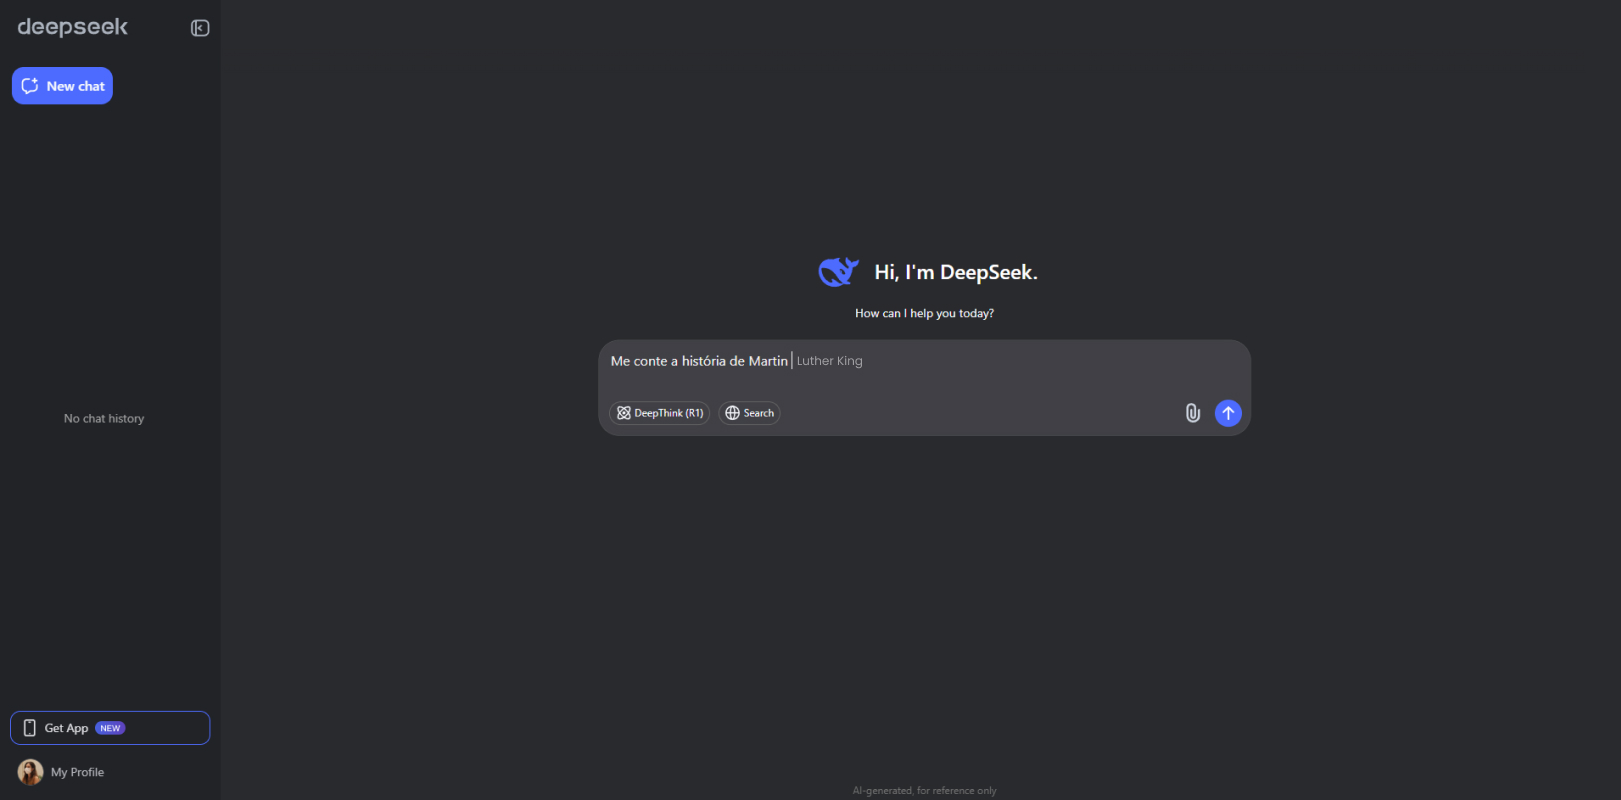 deepseek
New chat
No chat history
Get App NEW
My Profile
Hi, I'm DeepSeek.
How can I help you today?
Me conte a história de Martin Luther King
DeepThink (R1) Search
AI-generated, for reference only